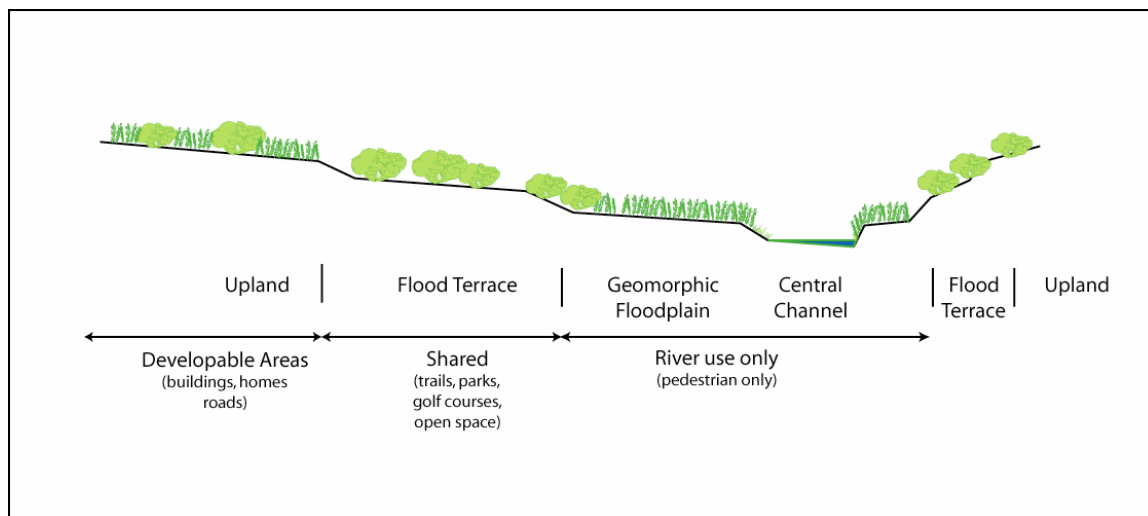 Upland
Flood Terrace
Geomorphic
Floodplain
Central
Channel
Flood
Terrace
Upland
Developable Areas
(buildings, homes
roads)
Shared
(trails, parks,
golf courses,
open space)
River use only
(pedestrian only)